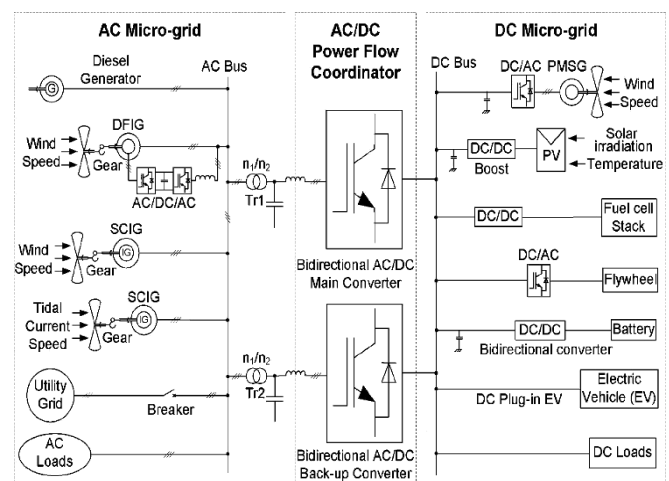 AC Micro-grid
Diesel
Generator
AC Bus
G
DFIG
Wind
Speed
Gear
AC/DC/AC
n1/n2
Tr1
SCIG
IG
Wind
Speed
Gear
SCIG
IG
Tidal
Current
Speed
Gear
n1/n2
Tr2
Utility
Grid
Breaker
AC
Loads
AC/DC
Power Flow
Coordinator
Bidirectional AC/DC
Main Converter
Bidirectional AC/DC
Back-up Converter
DC Micro-grid
DC Bus
DC/AC PMSG
Wind
Speed
DC/DC
Boost
PV
Solar
irradiation
Temperature
DC/DC
Fuel cell
Stack
DC/AC
Flywheel
DC/DC
Battery
Bidirectional converter
DC Plug-in EV
Electric
Vehicle (EV)
DC Loads